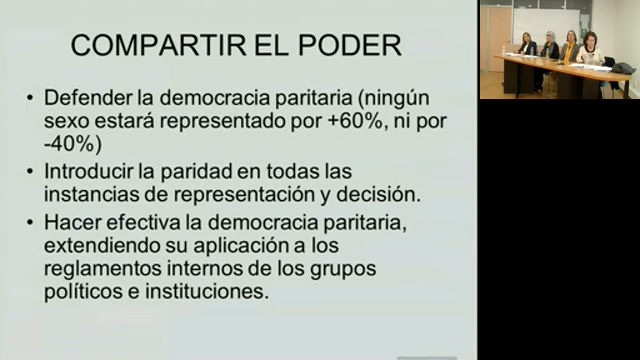 COMPARTIR EL PODER
• Defender la democracia paritaria (ningún
sexo estará representado por +60%, ni por
-40%)
• Introducir la paridad en todas las
instancias de representación y decisión.
• Hacer efectiva la democracia paritaria,
extendiendo su aplicación a los
reglamentos internos de los grupos
políticos e instituciones.